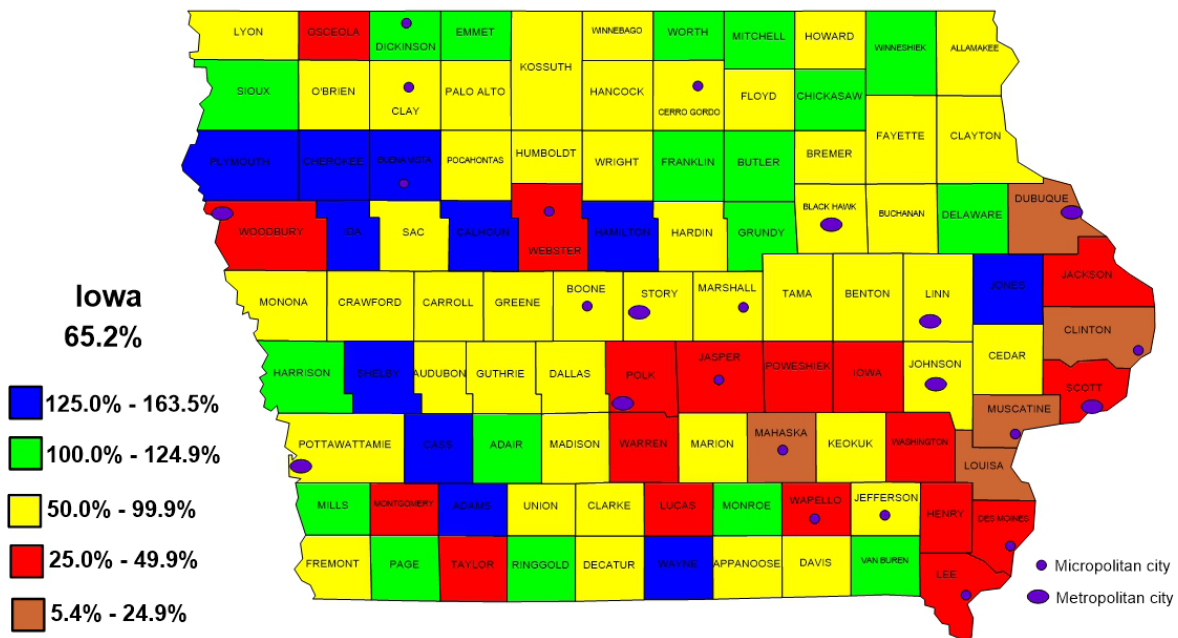 LYON
OSCEOLA
DICKINSON
EMMET
KOSSUTH
WINNEBAGO
WORTH
MITCHELL
HOWARD
WINNESHIEK
ALLAMAKEE
SIOUX
O'BRIEN
CLAY
PALO ALTO
HANCOCK
CERRO GORDO
FLOYD
CHICKASAW
FAYETTE
CLAYTON
PLYMOUTH
CHEROKEE
BUENA VISTA
POCAHONTAS
HUMBOLDT
WRIGHT
FRANKLIN
BUTLER
BREMER
WOODBURY
IDA
SAC
CALHOUN
WEBSTER
HAMILTON
HARDIN
GRUNDY
BLACK HAWK
BUCHANAN
DELAWARE
DUBUQUE
MONONA
CRAWFORD
CARROLL
GREENE
BOONE
STORY
MARSHALL
TAMA
BENTON
LINN
JONES
JACKSON
CLINTON
HARRISON
SHELBY
AUDUBON
GUTHRIE
DALLAS
POLK
JASPER
POWESHIEK
IOWA
JOHNSON
CEDAR
SCOTT
MUSCATINE
POTTAWATTAMIE
CASS
ADAIR
MADISON
WARREN
MARION
MAHASKA
KEOKUK
WASHINGTON
LOUISA
MILLS
MONTGOMERY
ADAMS
UNION
CLARKE
LUCAS
MONROE
WAPELLO
JEFFERSON
HENRY
DES MOINES
FREMONT
PAGE
TAYLOR
RINGGOLD
DECATUR
WAYNE
APPANOOSE
DAVIS
VAN BUREN
LEE
Iowa
65.2%
125.0% - 163.5%
100.0% - 124.9%
50.0% - 99.9%
25.0% - 49.9%
5.4% - 24.9%
Micropolitan city
Metropolitan city